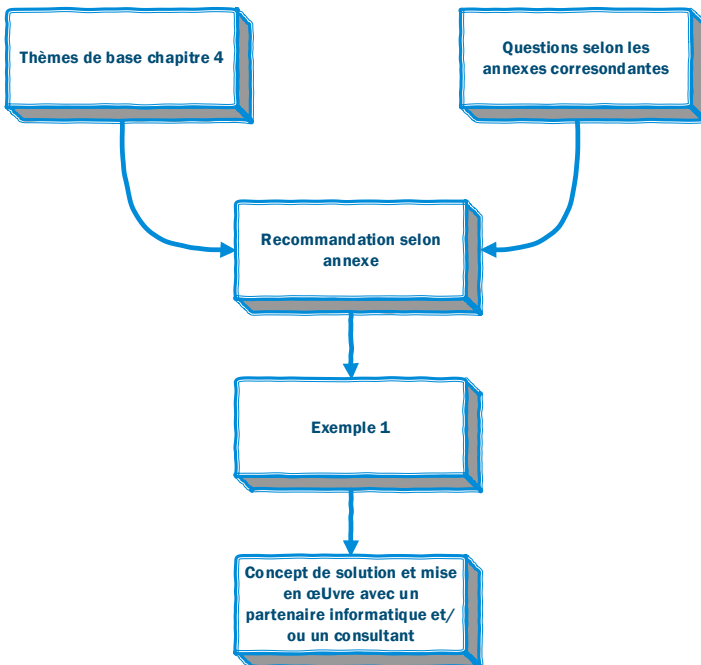 Thèmes de base chapitre 4
Questions selon les
annexes corresondantes
Recommandation selon
annexe
Exemple 1
Concept de solution et mise
en œUvre avec un
partenaire informatique et/
ou un consultant